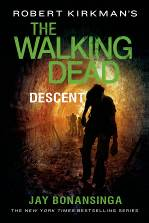 ROBERT KIRKMAN'S
THE
WALKING
DEAD
DESCENT
JAY BONANSINGA
THE NEW YORK TIMES BESTSELLING SERIES